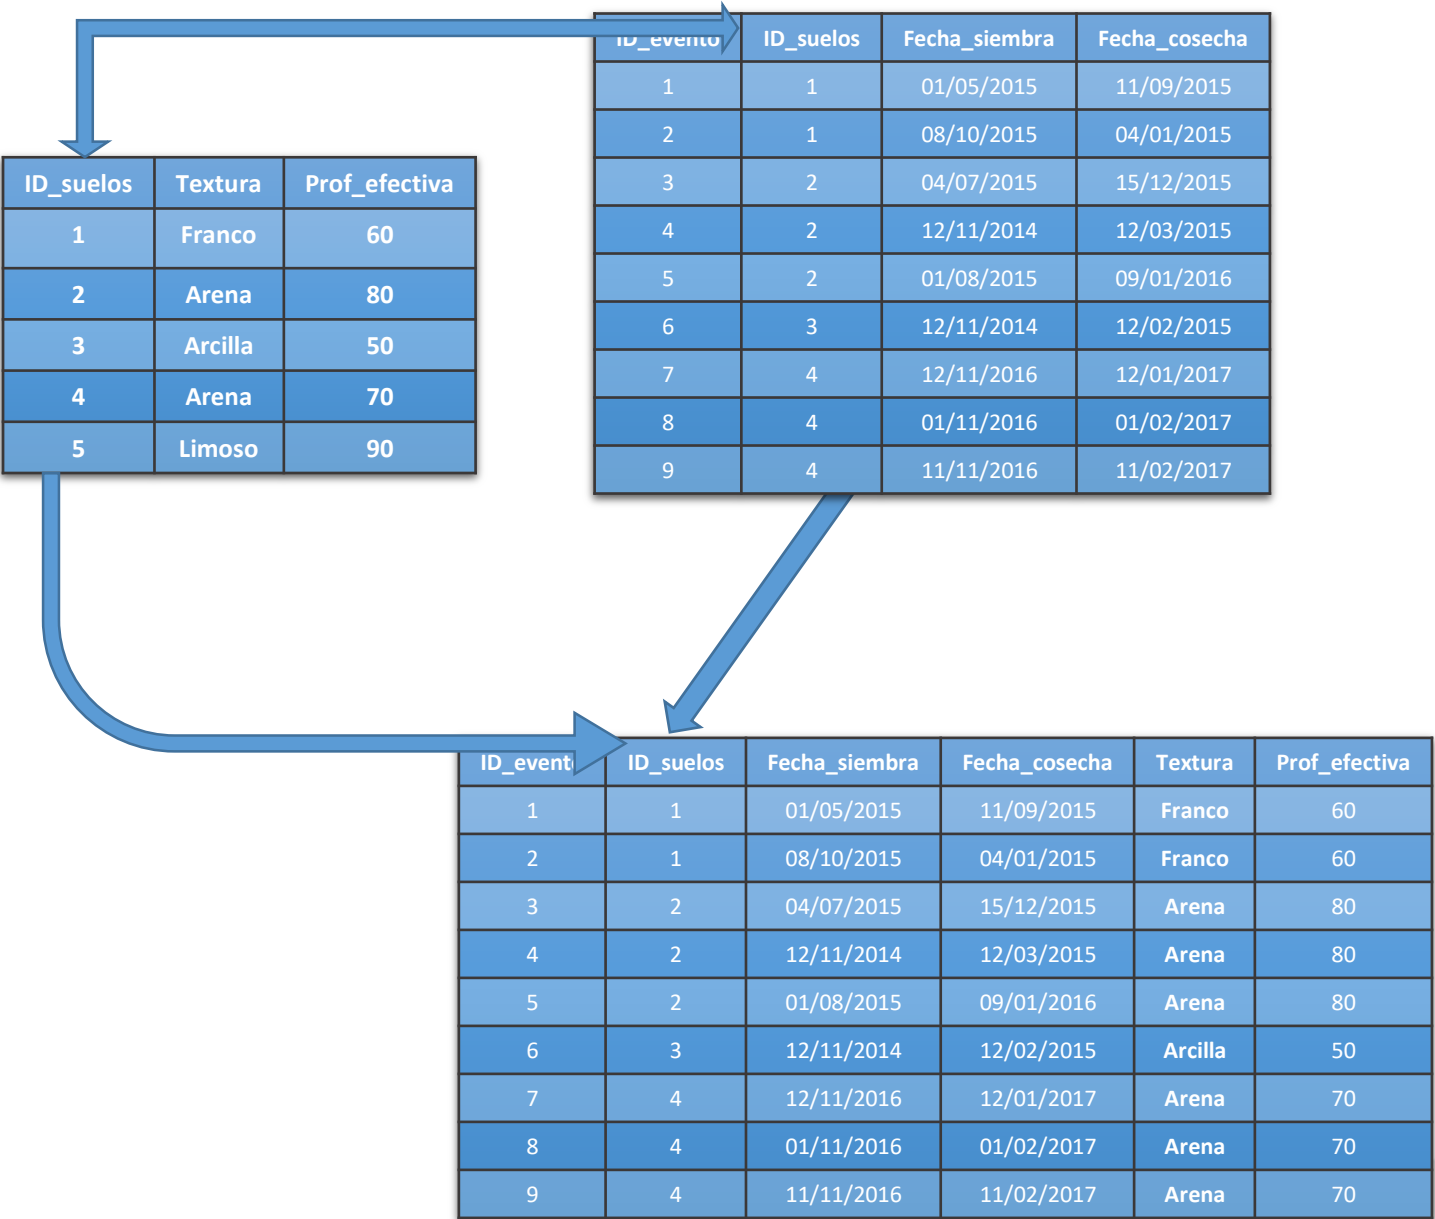 ID_evento ID_suelos Fecha_siembra Fecha_cosecha
1 1 01/05/2015 11/09/2015
2 1 08/10/2015 04/01/2015
3 2 04/07/2015 15/12/2015
4 2 12/11/2014 12/03/2015
5 2 01/08/2015 09/01/2016
6 3 12/11/2014 12/02/2015
7 4 12/11/2016 12/01/2017
8 4 01/11/2016 01/02/2017
9 4 11/11/2016 11/02/2017
ID_suelos Textura Prof_efectiva
1 Franco 60
2 Arena 80
3 Arcilla 50
4 Arena 70
5 Limoso 90
ID_evento ID_suelos Fecha_siembra Fecha_cosecha Textura Prof_efectiva
1 1 01/05/2015 11/09/2015 Franco 60
2 1 08/10/2015 04/01/2015 Franco 60
3 2 04/07/2015 15/12/2015 Arena 80
4 2 12/11/2014 12/03/2015 Arena 80
5 2 01/08/2015 09/01/2016 Arena 80
6 3 12/11/2014 12/02/2015 Arcilla 50
7 4 12/11/2016 12/01/2017 Arena 70
8 4 01/11/2016 01/02/2017 Arena 70
9 4 11/11/2016 11/02/2017 Arena 70